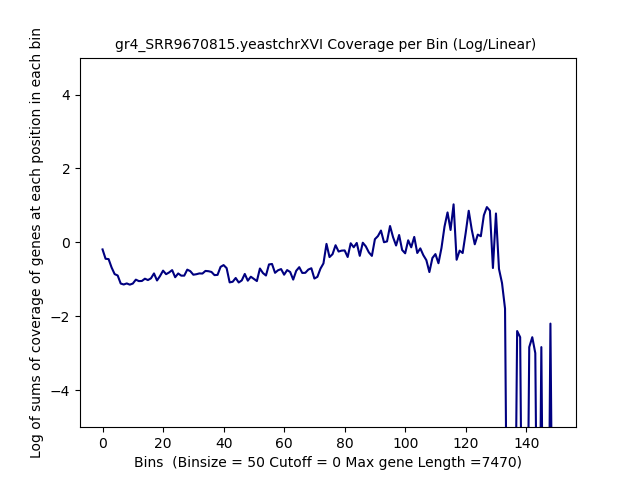 gr4_SRR9670815.yeastchrXVI Coverage per Bin (Log/Linear)
Log of sums of coverage of genes at each position in each bin
4
2
0
−2
−4
0 20 40 60 80 100 120 140
Bins  (Binsize = 50 Cutoff = 0 Max gene Length =7470)